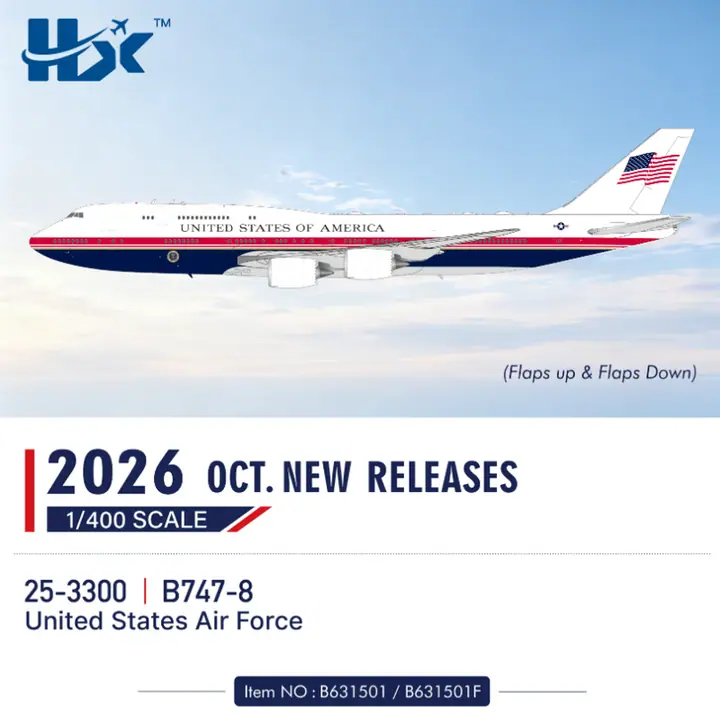 HX™
UNITED STATES OF AMERICA
(Flaps up & Flaps Down)
2026 OCT. NEW RELEASES
1/400 SCALE
25-3300 | B747-8
United States Air Force
Item NO : B631501 / B631501F